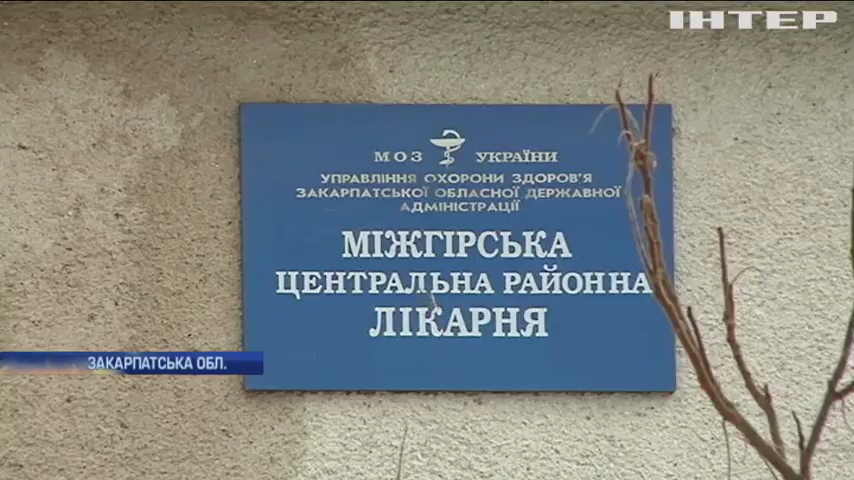 ІНТЕР
МОЗ УКРАЇНИ
УПРАВЛІННЯ ОХОРОНИ ЗДОРОВ'Я
ЗАКАРПАТСЬКОЇ ОБЛАСНОЇ ДЕРЖАВНОЇ
АДМІНІСТРАЦІЇ
МІЖГІРСЬКА
ЦЕНТРАЛЬНА РАЙОННА
ЛІКАРНЯ
ЗАКАРПАТСЬКА ОБЛ.